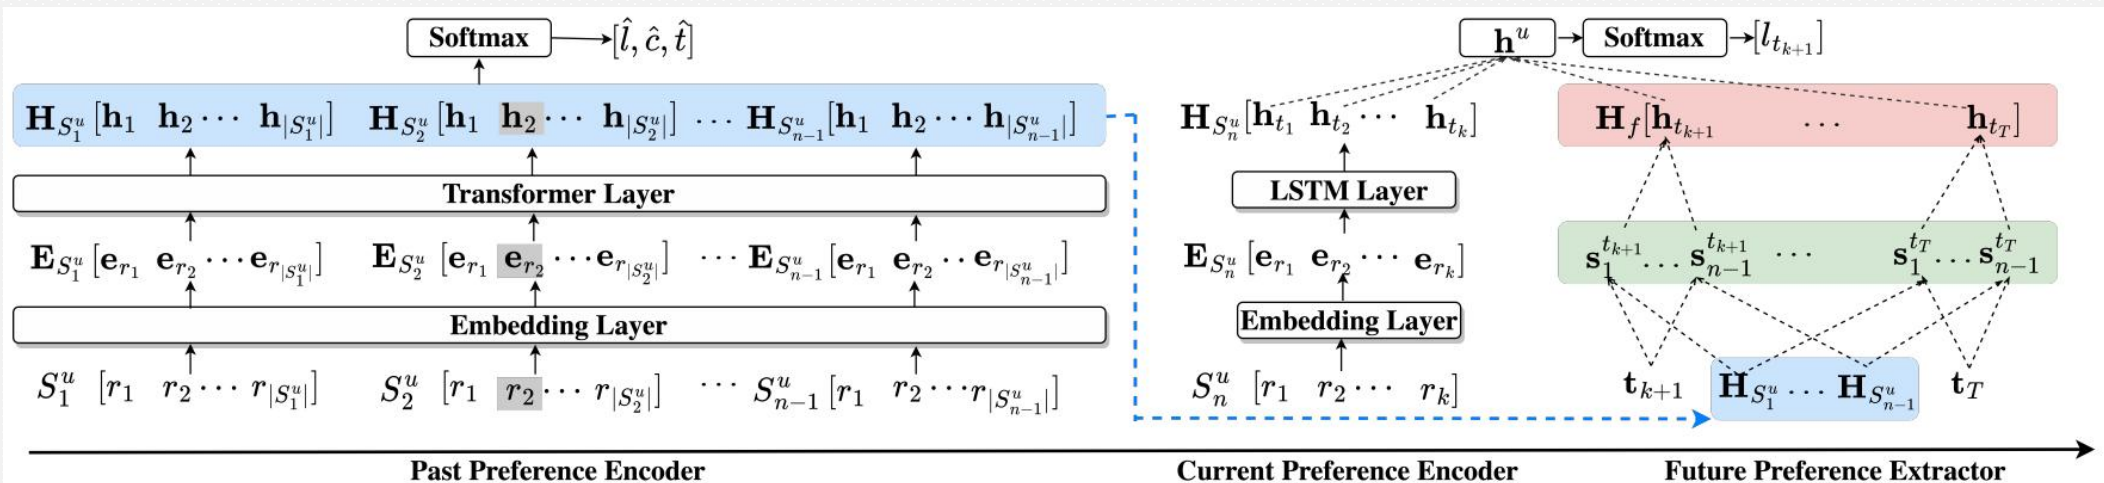 Softmax → [l̂, ĉ, t̂]
h^u → Softmax → [l_{t_{k+1}}]
H_{S_1^u} [h_1 h_2 ⋯ h_{|S_1^u|}] H_{S_2^u} [h_1 h_2 ⋯ h_{|S_2^u|}] ⋯ H_{S_{n-1}^u} [h_1 h_2 ⋯ h_{|S_{n-1}^u|}]
H_{S_n^u} [h_{t_1} h_{t_2} ⋯ h_{t_k}]
H_f [h_{t_{k+1}} ⋯ h_{t_T}]
Transformer Layer
LSTM Layer
E_{S_1^u} [e_{r_1} e_{r_2} ⋯ e_{r_{|S_1^u|}}] E_{S_2^u} [e_{r_1} e_{r_2} ⋯ e_{r_{|S_2^u|}}] ⋯ E_{S_{n-1}^u} [e_{r_1} e_{r_2} ⋅⋅ e_{r_{|S_{n-1}^u|}}]
E_{S_n^u} [e_{r_1} e_{r_2} ⋯ e_{r_k}]
s_1^{t_{k+1}} … s_{n-1}^{t_{k+1}} ⋯ s_1^{t_T} … s_{n-1}^{t_T}
Embedding Layer
Embedding Layer
S_1^u [r_1 r_2 ⋯ r_{|S_1^u|}] S_2^u [r_1 r_2 ⋯ r_{|S_2^u|}] ⋯ S_{n-1}^u [r_1 r_2 ⋯ r_{|S_{n-1}^u|}]
S_n^u [r_1 r_2 ⋯ r_k]
t_{k+1} H_{S_1^u} ⋯ H_{S_{n-1}^u} t_T
Past Preference Encoder
Current Preference Encoder
Future Preference Extractor